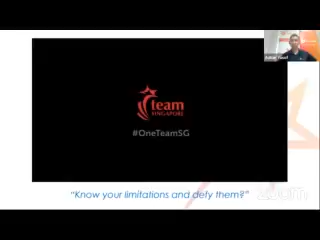 team
SINGAPORE
#OneTeamSG
"Know your limitations and defy them?"